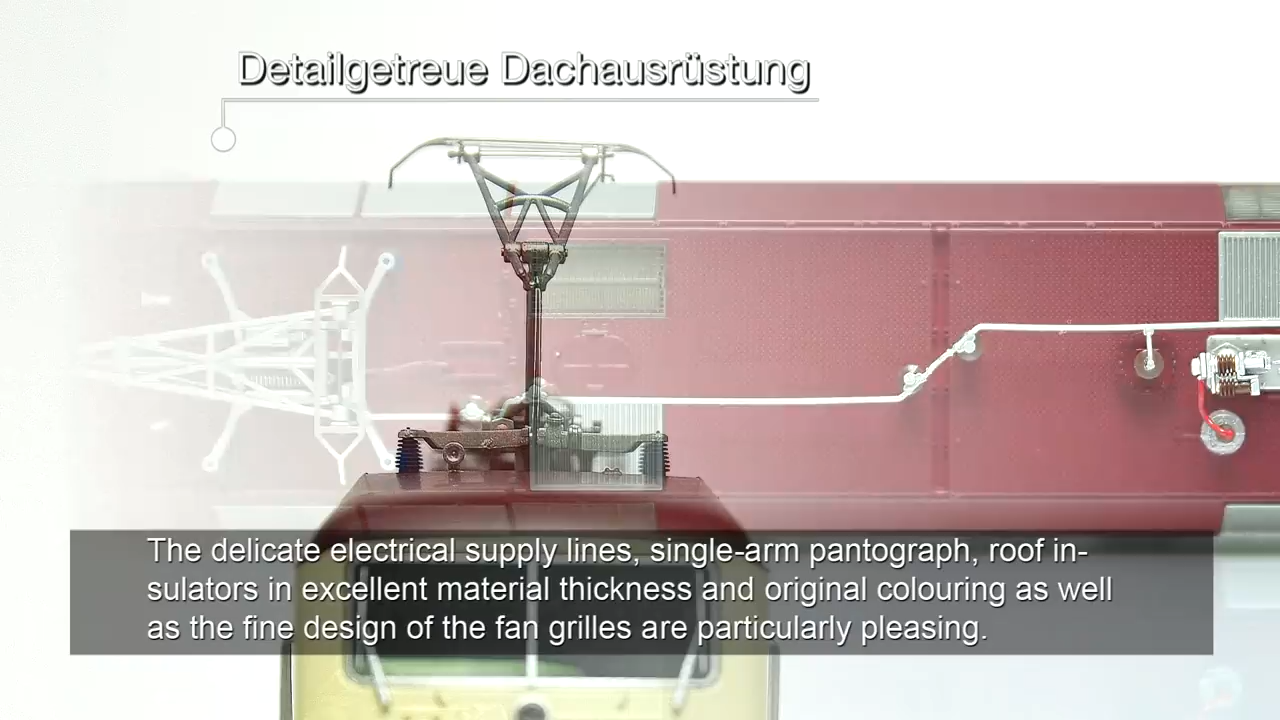 Detailgetreue Dachausrüstung
The delicate electrical supply lines, single-arm pantograph, roof in-
sulators in excellent material thickness and original colouring as well
as the fine design of the fan grilles are particularly pleasing.